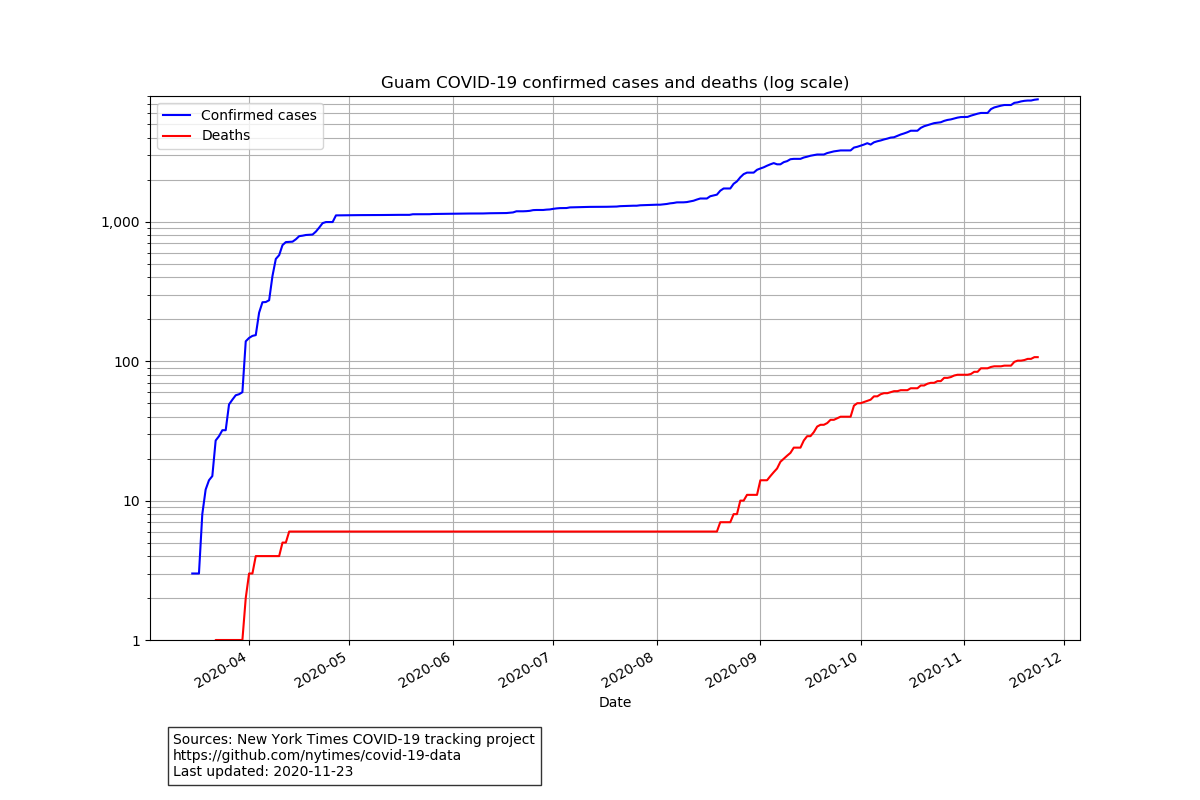 Guam COVID-19 confirmed cases and deaths (log scale)
Confirmed cases
Deaths
1,000
100
10
1
2020-04
2020-05
2020-06
2020-07
2020-08
2020-09
2020-10
2020-11
2020-12
Date
Sources: New York Times COVID-19 tracking project
https://github.com/nytimes/covid-19-data
Last updated: 2020-11-23